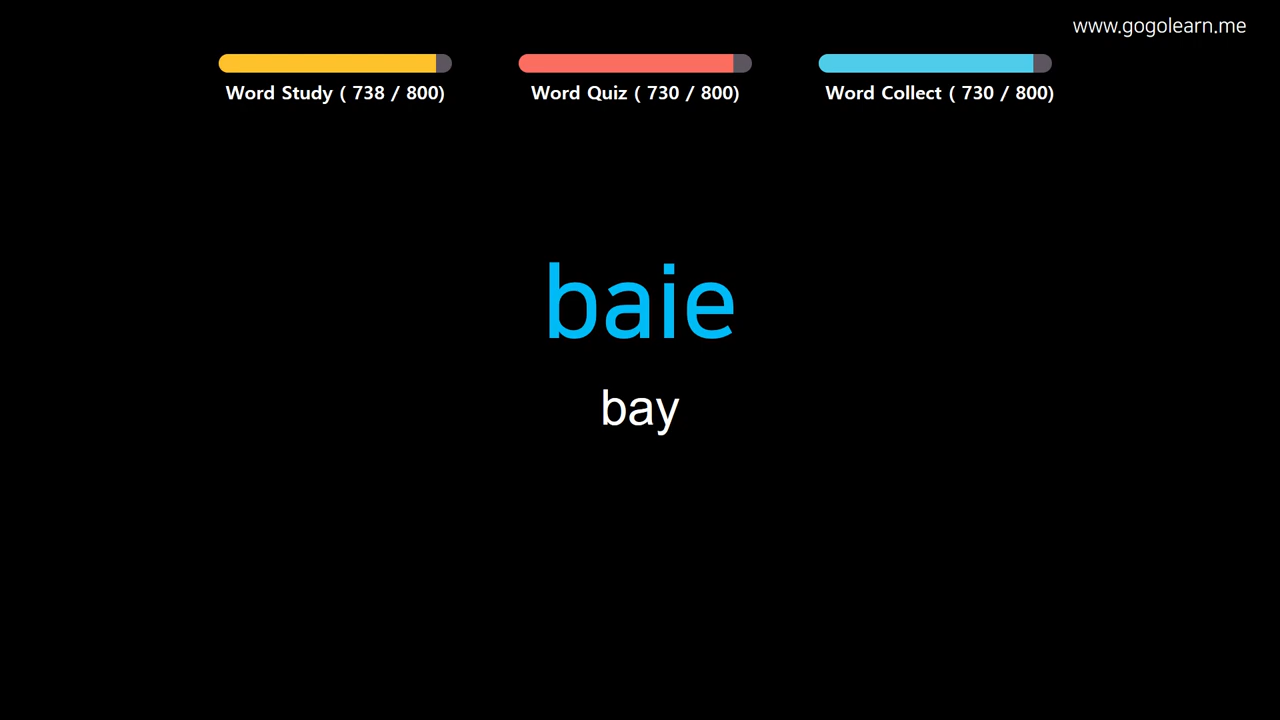 www.gogolearn.me
Word Study ( 738 / 800)
Word Quiz ( 730 / 800)
Word Collect ( 730 / 800)
baie
bay